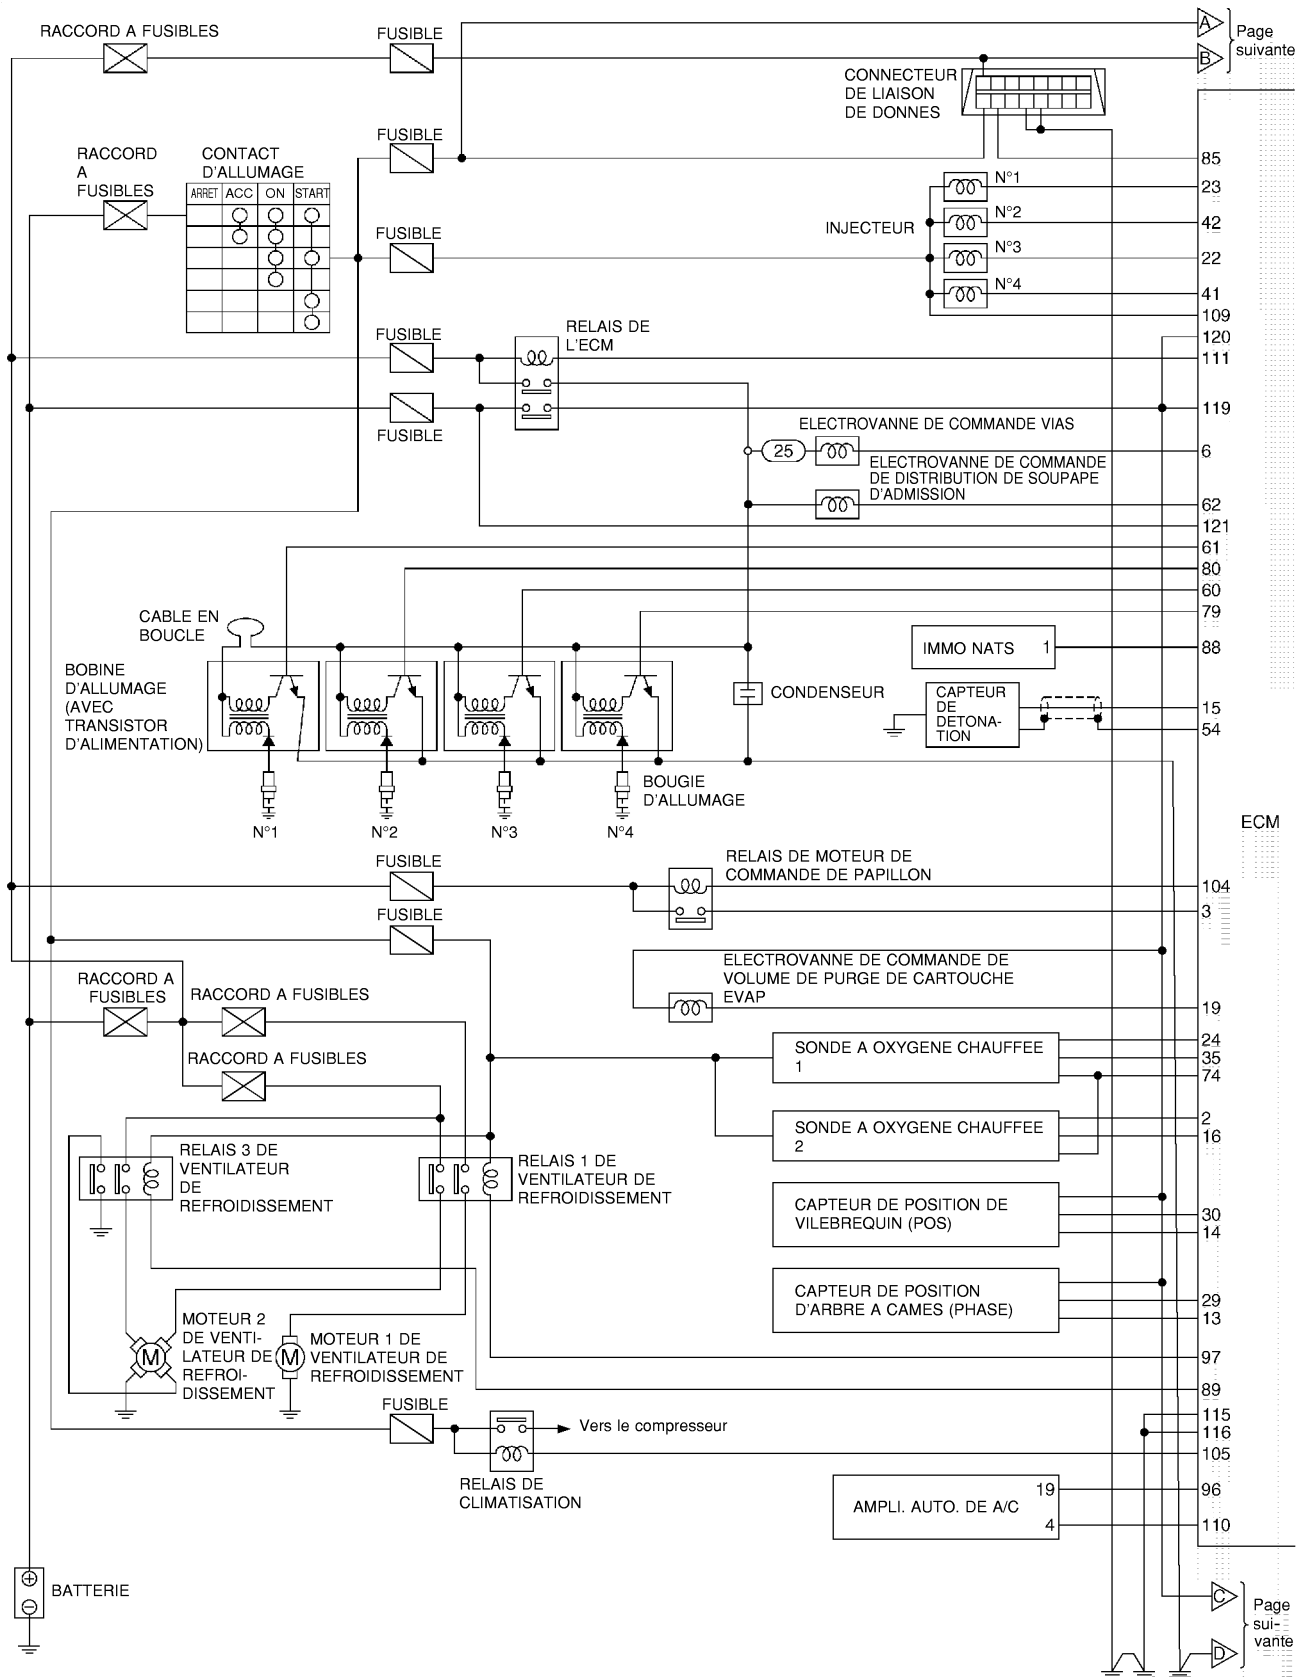 RACCORD A FUSIBLES
FUSIBLE
A
Page
suivante
B
CONNECTEUR
DE LIAISON
DE DONNES
FUSIBLE
RACCORD
A
FUSIBLES
CONTACT
D'ALLUMAGE
ARRET ACC ON START
85
N°1
23
N°2
42
INJECTEUR
FUSIBLE
N°3
22
N°4
41
109
RELAIS DE
L'ECM
FUSIBLE
120
111
119
FUSIBLE
ELECTROVANNE DE COMMANDE VIAS
25
6
ELECTROVANNE DE COMMANDE
DE DISTRIBUTION DE SOUPAPE
D'ADMISSION
62
121
61
80
60
79
CABLE EN
BOUCLE
IMMO NATS 1
88
BOBINE
D'ALLUMAGE
(AVEC
TRANSISTOR
D'ALIMENTATION)
CONDENSEUR
CAPTEUR
DE
DETONA-
TION
15
54
BOUGIE
D'ALLUMAGE
N°1
N°2
N°3
N°4
ECM
RELAIS DE MOTEUR DE
COMMANDE DE PAPILLON
FUSIBLE
104
3
FUSIBLE
ELECTROVANNE DE COMMANDE DE
VOLUME DE PURGE DE CARTOUCHE
EVAP
19
RACCORD A
FUSIBLES
RACCORD A FUSIBLES
RACCORD A FUSIBLES
SONDE A OXYGENE CHAUFFEE
1
24
35
74
SONDE A OXYGENE CHAUFFEE
2
2
16
RELAIS 3 DE
VENTILATEUR
DE
REFROIDISSEMENT
RELAIS 1 DE
VENTILATEUR DE
REFROIDISSEMENT
CAPTEUR DE POSITION DE
VILEBREQUIN (POS)
30
14
CAPTEUR DE POSITION
D'ARBRE A CAMES (PHASE)
29
13
M
MOTEUR 2
DE VENTI-
LATEUR DE
REFROI-
DISSEMENT
M
MOTEUR 1 DE
VENTILATEUR DE
REFROIDISSEMENT
97
89
FUSIBLE
Vers le compresseur
115
116
105
RELAIS DE
CLIMATISATION
AMPLI. AUTO. DE A/C
19
4
96
110
BATTERIE
C
Page
sui-
vante
D